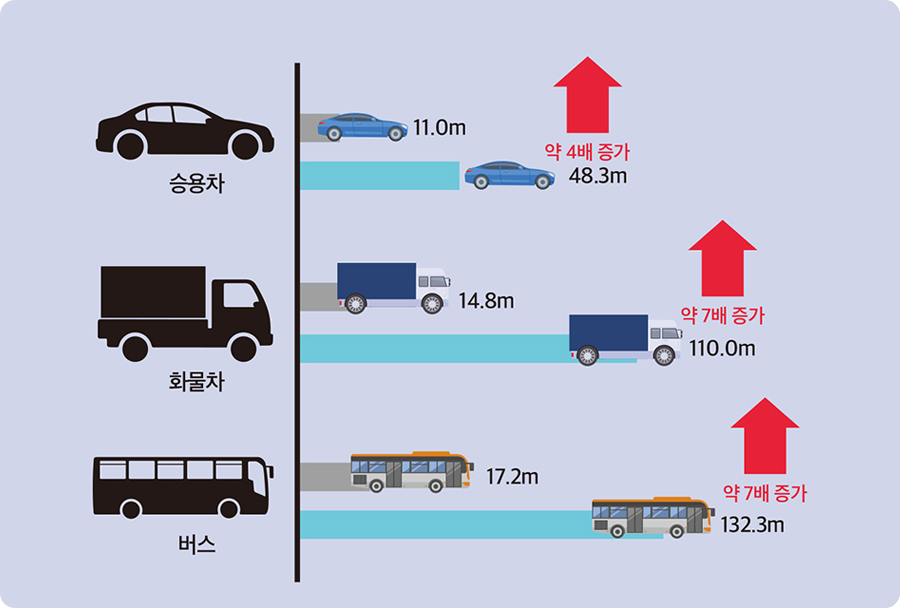 승용차
11.0m
약 4배 증가
48.3m
화물차
14.8m
약 7배 증가
110.0m
버스
17.2m
약 7배 증가
132.3m